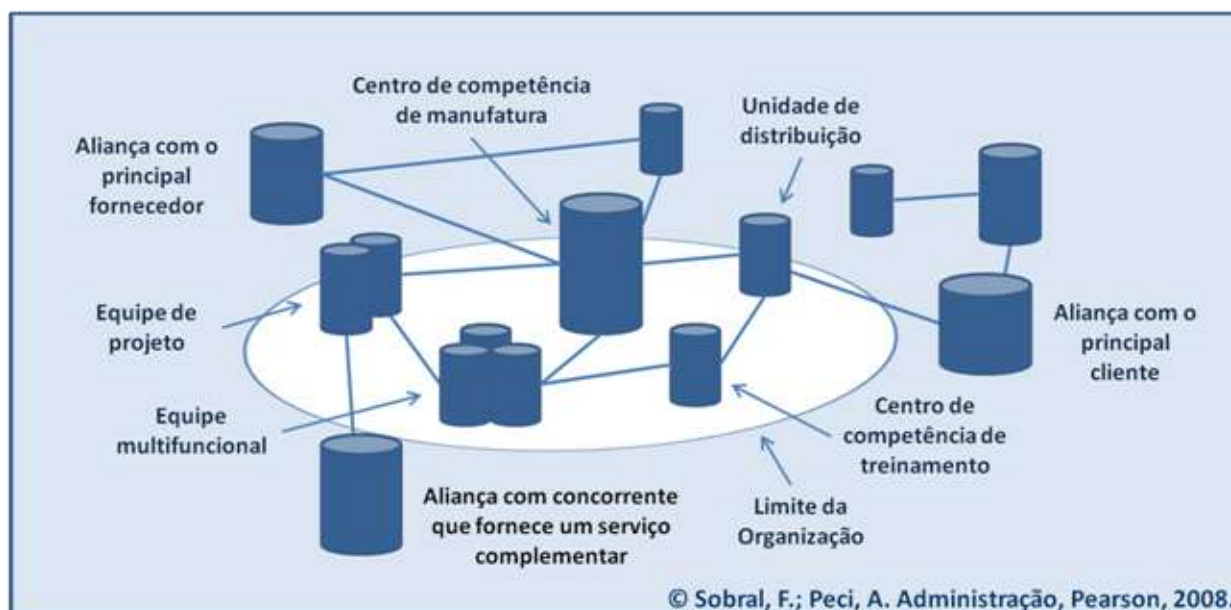 Centro de competência
de manufatura
Unidade de
distribuição
Aliança com o
principal
fornecedor
Equipe de
projeto
Aliança com o
principal
cliente
Equipe
multifuncional
Centro de
competência de
treinamento
Aliança com concorrente
que fornece um serviço
complementar
Limite da
Organização
© Sobral, F.; Peci, A. Administração, Pearson, 2008.